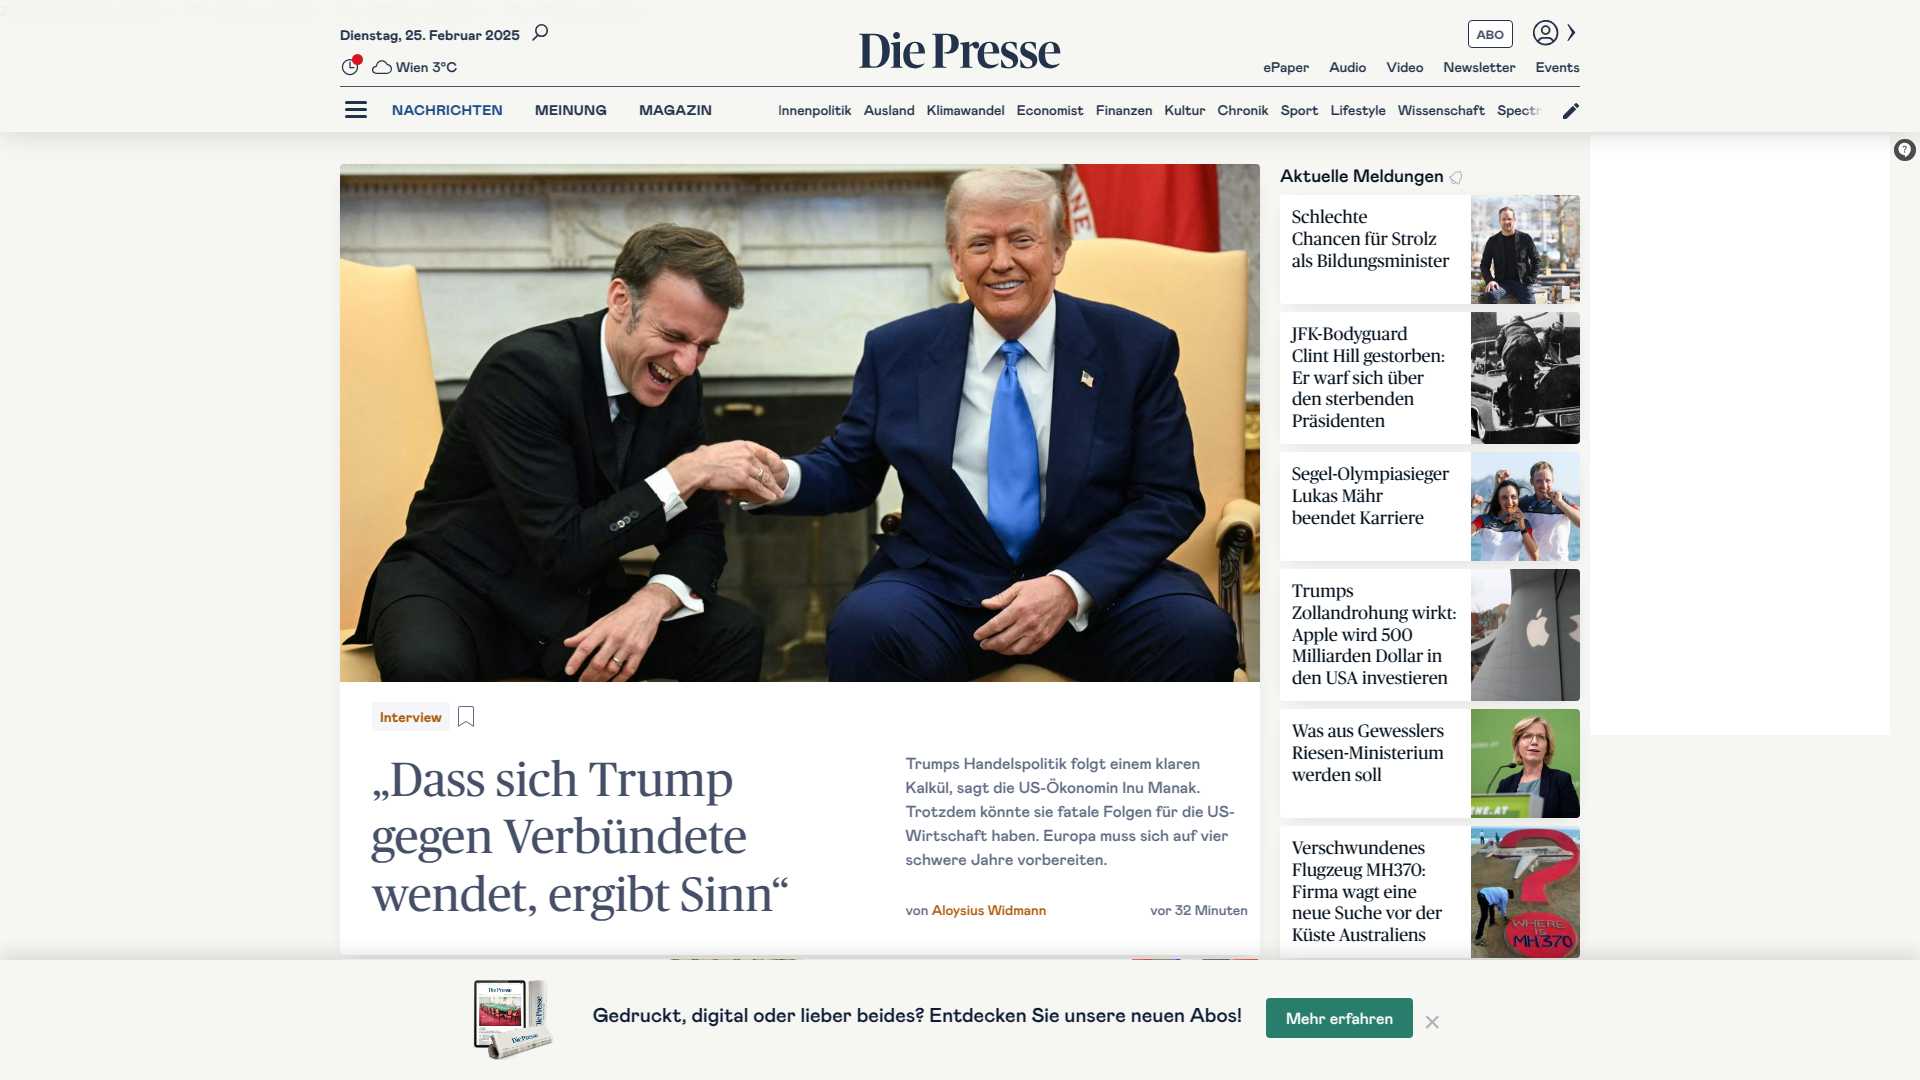 Dienstag, 25. Februar 2025
Wien 3°C
Die Presse
ABO
ePaper Audio Video Newsletter Events
NACHRICHTEN MEINUNG MAGAZIN
Innenpolitik Ausland Klimawandel Economist Finanzen Kultur Chronik Sport Lifestyle Wissenschaft Spectr
Interview
„Dass sich Trump
gegen Verbündete
wendet, ergibt Sinn“
Trumps Handelspolitik folgt einem klaren
Kalkül, sagt die US-Ökonomin Inu Manak.
Trotzdem könnte sie fatale Folgen für die US-
Wirtschaft haben. Europa muss sich auf vier
schwere Jahre vorbereiten.
von Aloysius Widmann
vor 32 Minuten
Aktuelle Meldungen
Schlechte
Chancen für Strolz
als Bildungsminister
JFK-Bodyguard
Clint Hill gestorben:
Er warf sich über
den sterbenden
Präsidenten
Segel-Olympiasieger
Lukas Mähr
beendet Karriere
Trumps
Zollandrohung wirkt:
Apple wird 500
Milliarden Dollar in
den USA investieren
Was aus Gewesslers
Riesen-Ministerium
werden soll
Verschwundenes
Flugzeug MH370:
Firma wagt eine
neue Suche vor der
Küste Australiens
WHERE
IS
MH370
Die Presse
Die Presse
Die Presse
Gedruckt, digital oder lieber beides? Entdecken Sie unsere neuen Abos!
Mehr erfahren